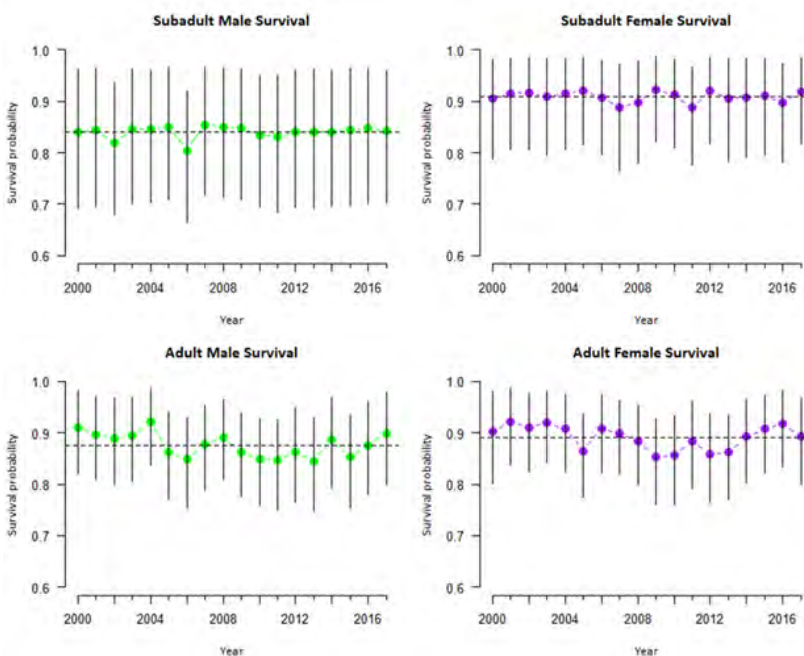 Subadult Male Survival
Survival probability
1.0
0.9
0.8
0.7
0.6
2000 2004 2008 2012 2016
Year
Subadult Female Survival
Survival probability
1.0
0.9
0.8
0.7
0.6
2000 2004 2008 2012 2016
Year
Adult Male Survival
Survival probability
1.0
0.9
0.8
0.7
0.6
2000 2004 2008 2012 2016
Year
Adult Female Survival
Survival probability
1.0
0.9
0.8
0.7
0.6
2000 2004 2008 2012 2016
Year